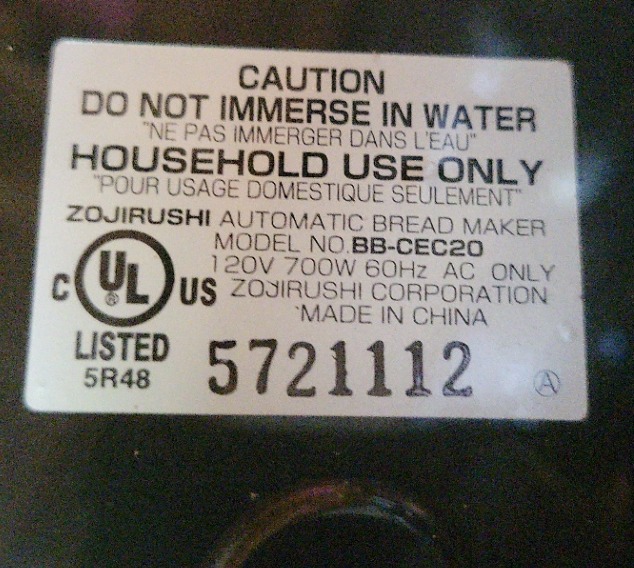 CAUTION
DO NOT IMMERSE IN WATER
"NE PAS IMMERGER DANS L'EAU"
HOUSEHOLD USE ONLY
"POUR USAGE DOMESTIQUE SEULEMENT"
ZOJIRUSHI AUTOMATIC BREAD MAKER
MODEL NO.BB-CEC20
120V 700W 60Hz AC ONLY
C UL ® US ZOJIRUSHI CORPORATION
MADE IN CHINA
LISTED
5R48
5721112
A